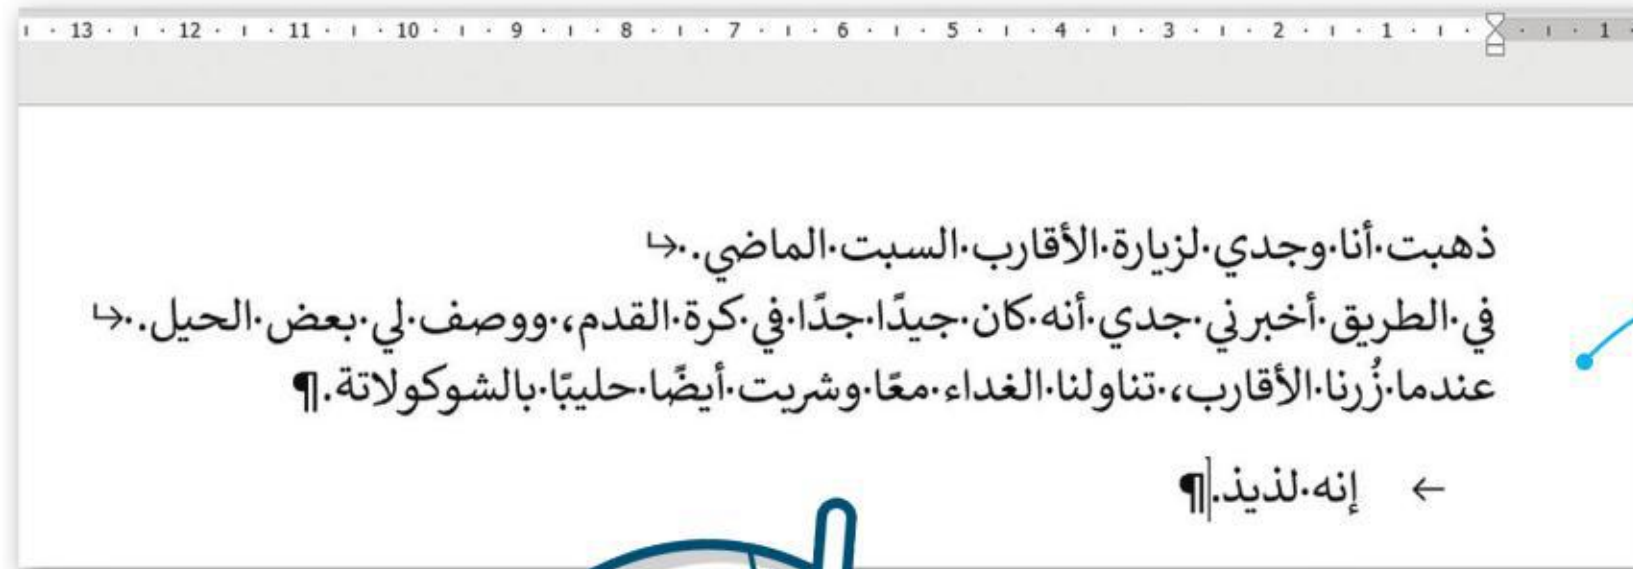 13 12 11 10 9 8 7 6 5 4 3 2 1 1
ذهبت·أنا·وجدي·لزيارة·الأقارب·السبت·الماضي.·↵
في·الطريق·أخبرني·جدي·أنه·كان·جيدًا·جدًا·في·كرة·القدم،·ووصف·لي·بعض·الحيل.·↵
عندما·زُرنا·الأقارب،·تناولنا·الغداء·معًا·وشربت·أيضًا·حليبًا·بالشوكولاتة.¶
← إنه·لذيذ.¶